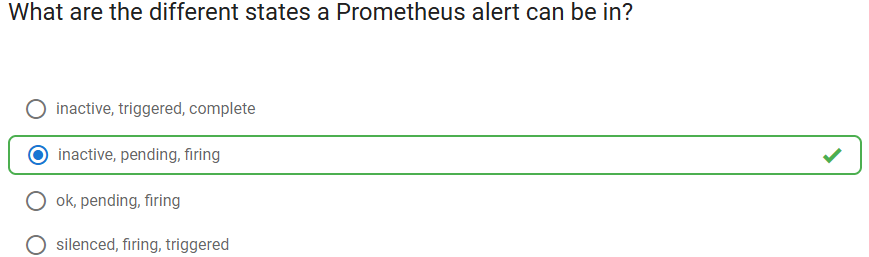 What are the different states a Prometheus alert can be in?
inactive, triggered, complete
inactive, pending, firing
ok, pending, firing
silenced, firing, triggered